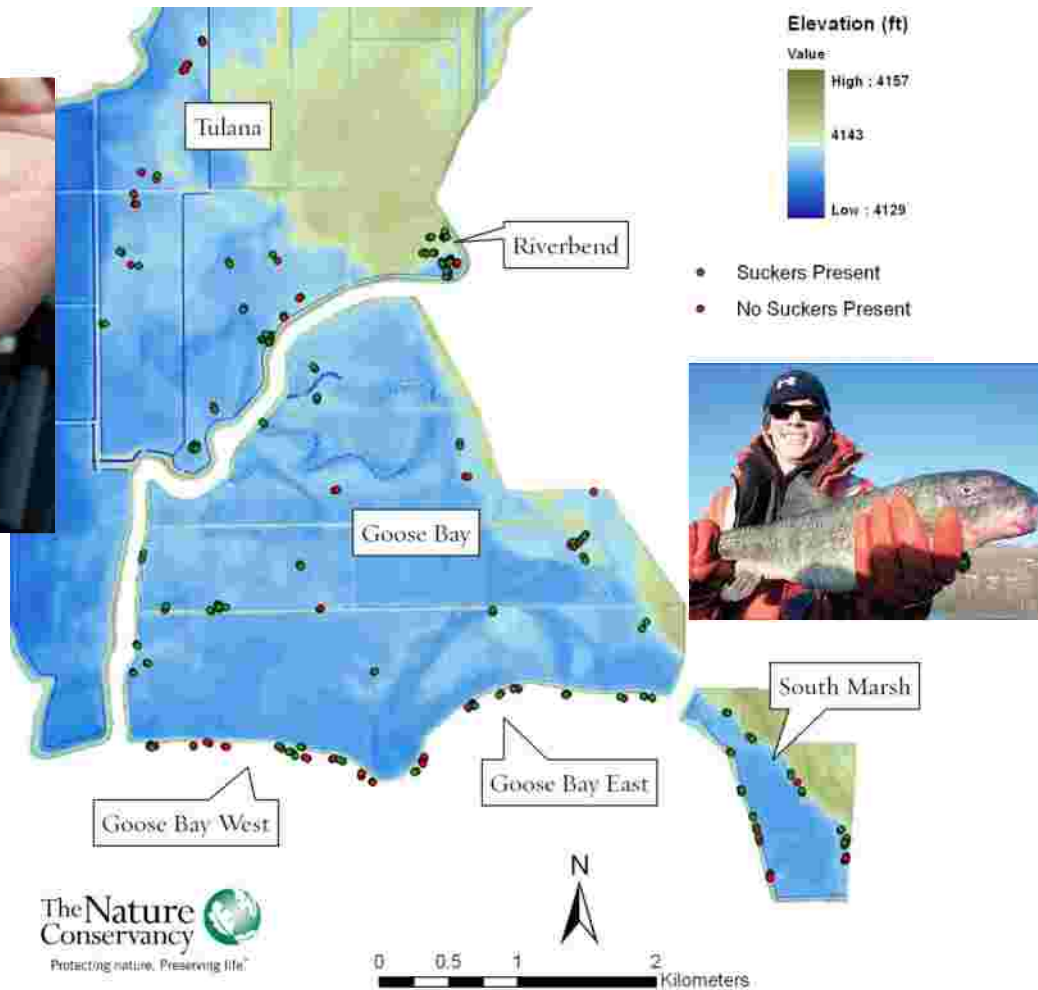 Elevation (ft)
Value
High : 4157
4143
Low : 4129
Tulana
Riverbend
Suckers Present
No Suckers Present
Goose Bay
South Marsh
Goose Bay East
Goose Bay West
N
The Nature
Conservancy
Protecting nature. Preserving life™
0 0.5 1 2
Kilometers